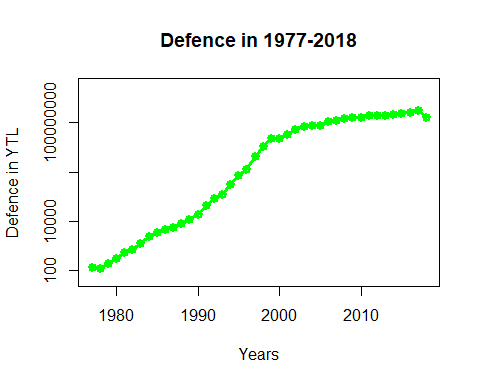 Defence in 1977-2018
Defence in YTL
100000000
10000
100
1980 1990 2000 2010
Years